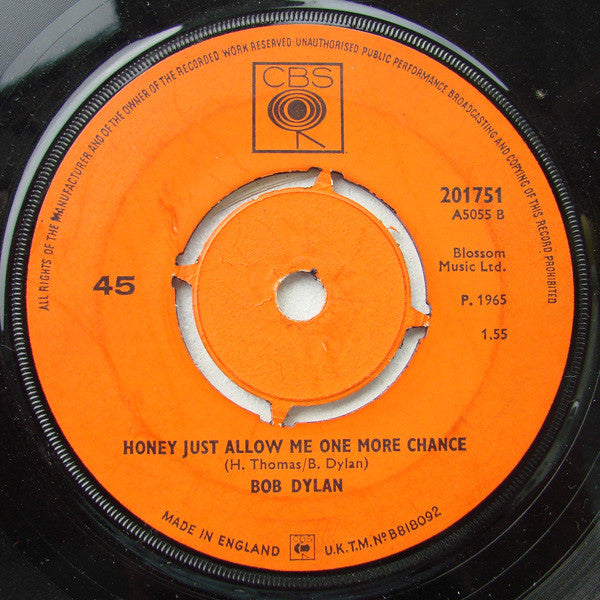 ALL RIGHTS OF THE MANUFACTURER AND OF THE OWNER OF THE RECORDED WORK RESERVED·UNAUTHORISED PUBLIC PERFORMANCE BROADCASTING AND COPYING OF THIS RECORD PROHIBITED
CBS
201751
A5055 B
Blossom
Music Ltd.
45
P. 1965
1.55
HONEY JUST ALLOW ME ONE MORE CHANCE
(H. Thomas/B. Dylan)
BOB DYLAN
MADE IN ENGLAND
U.K.T.M. Nº B818092